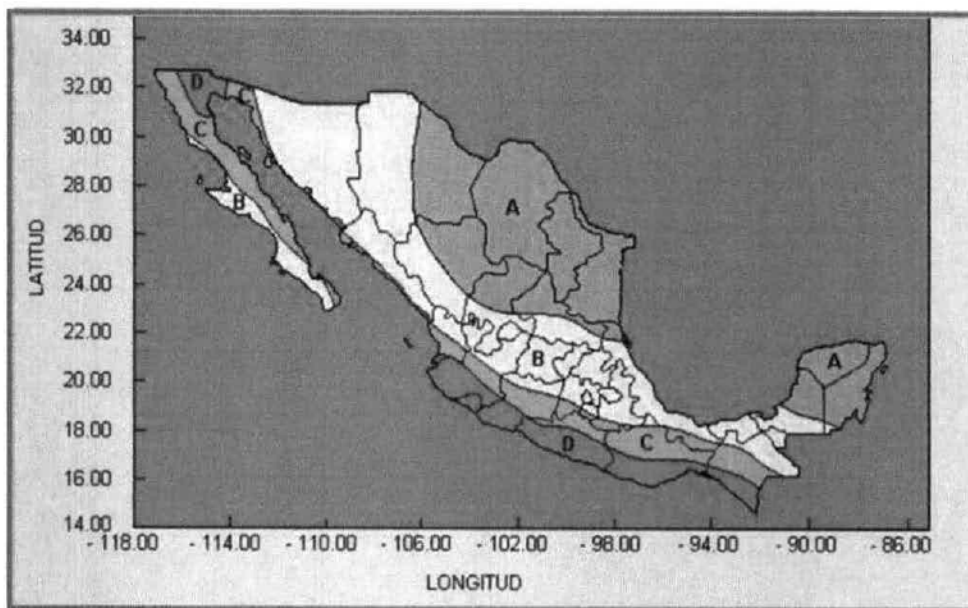 34.00
32.00
30.00
28.00
26.00
24.00
22.00
20.00
18.00
16.00
14.00
LATITUD
D
C
C
B
A
B
A
D
C
- 118.00 - 114.00 - 110.00 - 106.00 - 102.00 - 98.00 - 94.00 - 90.00 - 86.00
LONGITUD